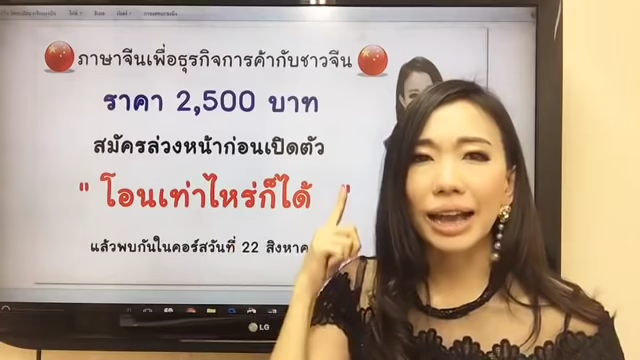 ภาษาจีนเพื่อธุรกิจการค้ากับชาวจีน
ราคา 2,500 บาท
สมัครล่วงหน้าก่อนเปิดตัว
" โอนเท่าไหร่ก็ได้ "
แล้วพบกันในคอร์สวันที่ 22 สิงหาค
LG